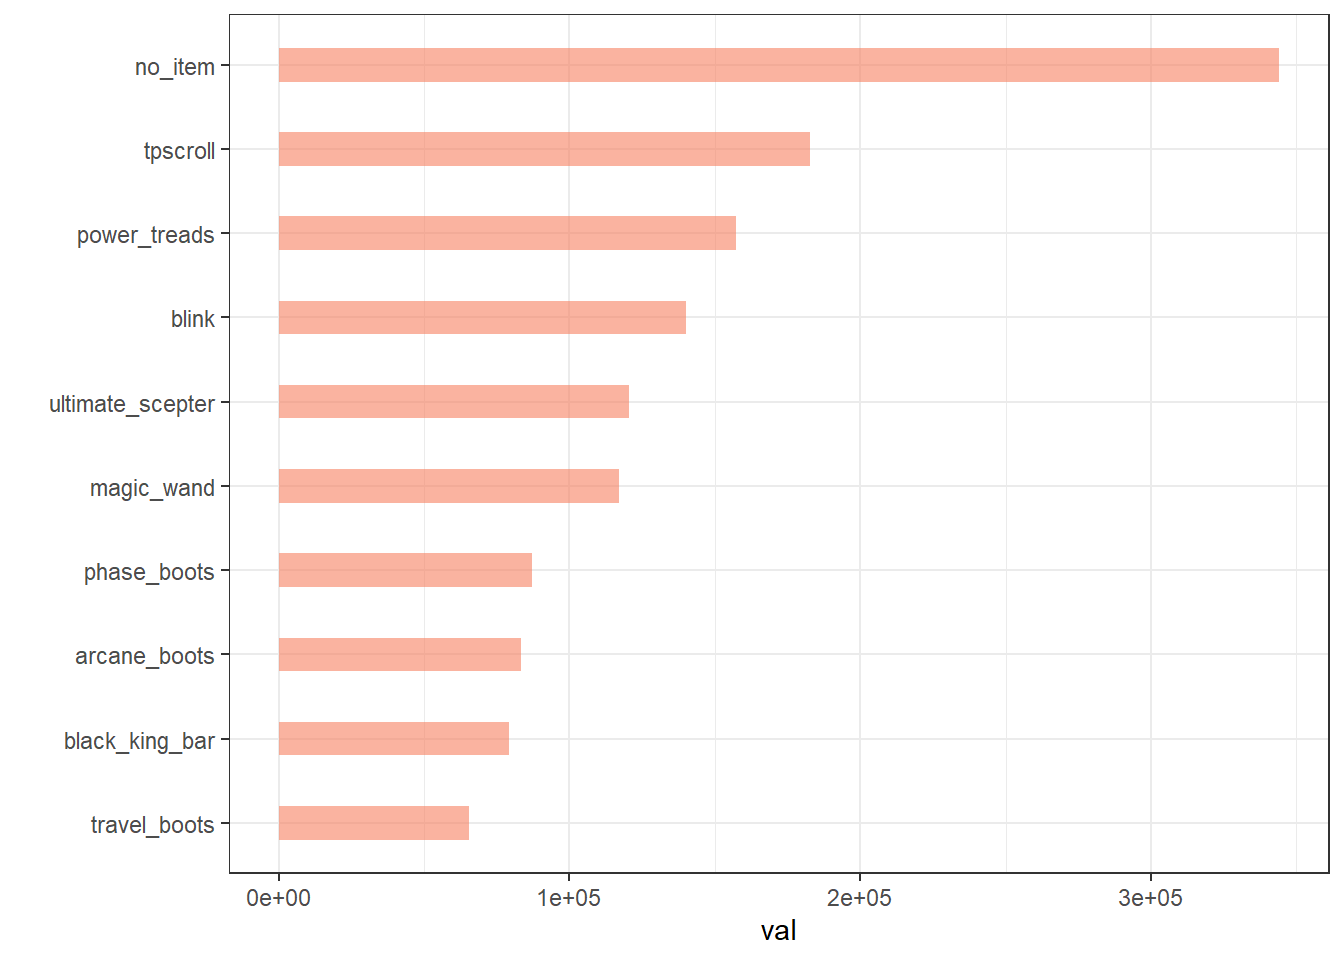 no_item
tpscroll
power_treads
blink
ultimate_scepter
magic_wand
phase_boots
arcane_boots
black_king_bar
travel_boots
0e+00 1e+05 2e+05 3e+05
val